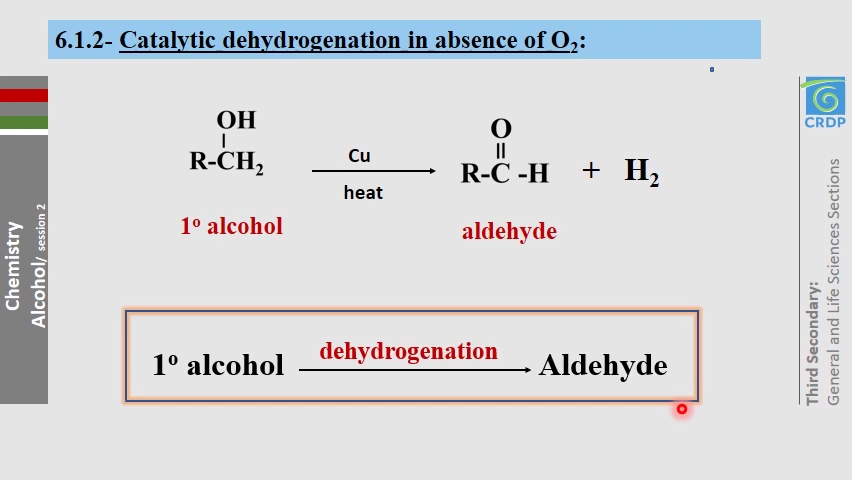 6.1.2- Catalytic dehydrogenation in absence of O₂:
OH
R-CH₂
Cu
heat
O
R-C -H + H₂
1º alcohol
aldehyde
1º alcohol dehydrogenation Aldehyde
Chemistry
Alcohol/ session 2
CRDP
Third Secondary:
General and Life Sciences Sections